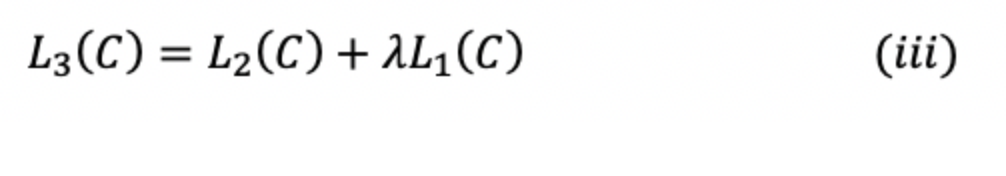 L₃(C) = L₂(C) + λL₁(C) (iii)